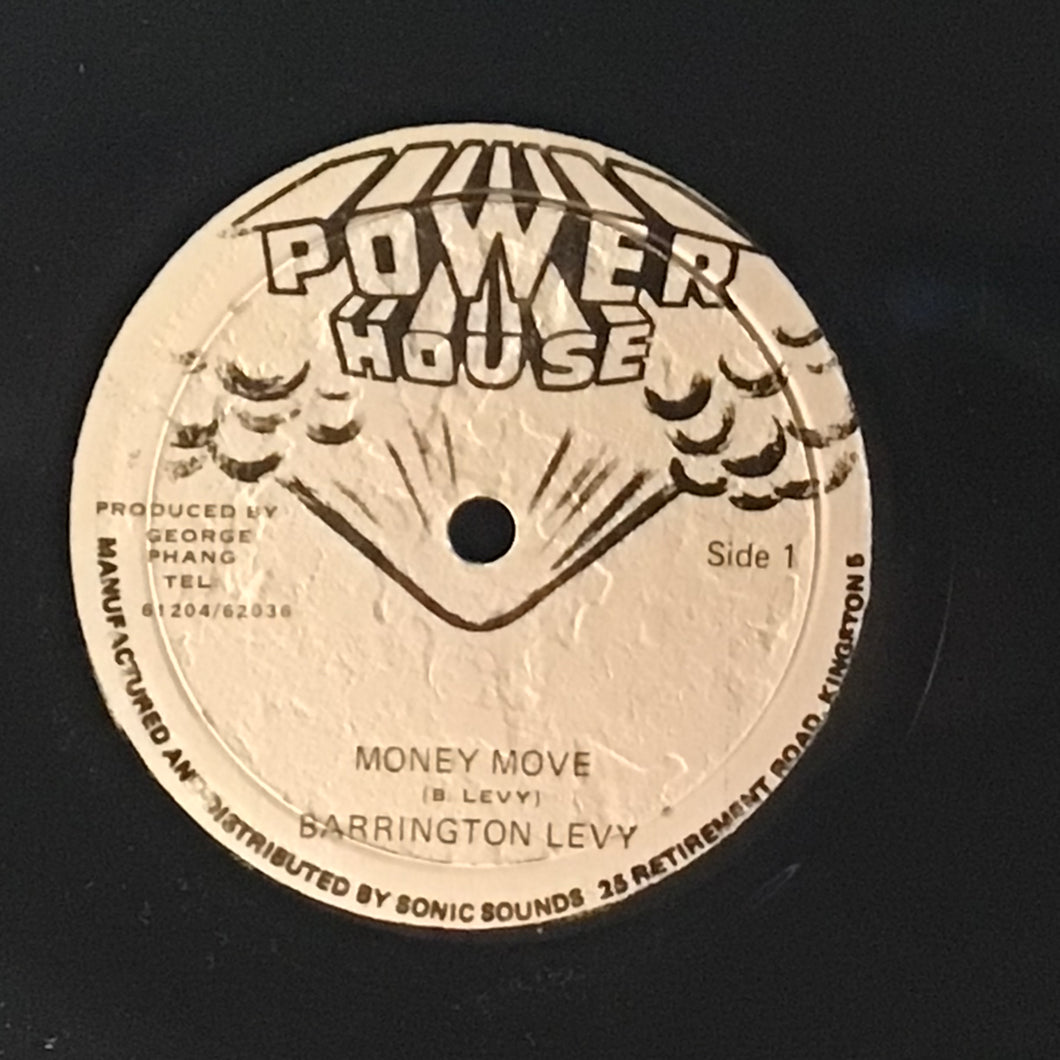 POWER
HOUSE
PRODUCED BY
GEORGE
PHANG
TEL
61204/62036
Side 1
MONEY MOVE
(B. LEVY)
BARRINGTON LEVY
MANUFACTURED AND DISTRIBUTED BY SONIC SOUNDS 25 RETIREMENT ROAD, KINGSTON 5